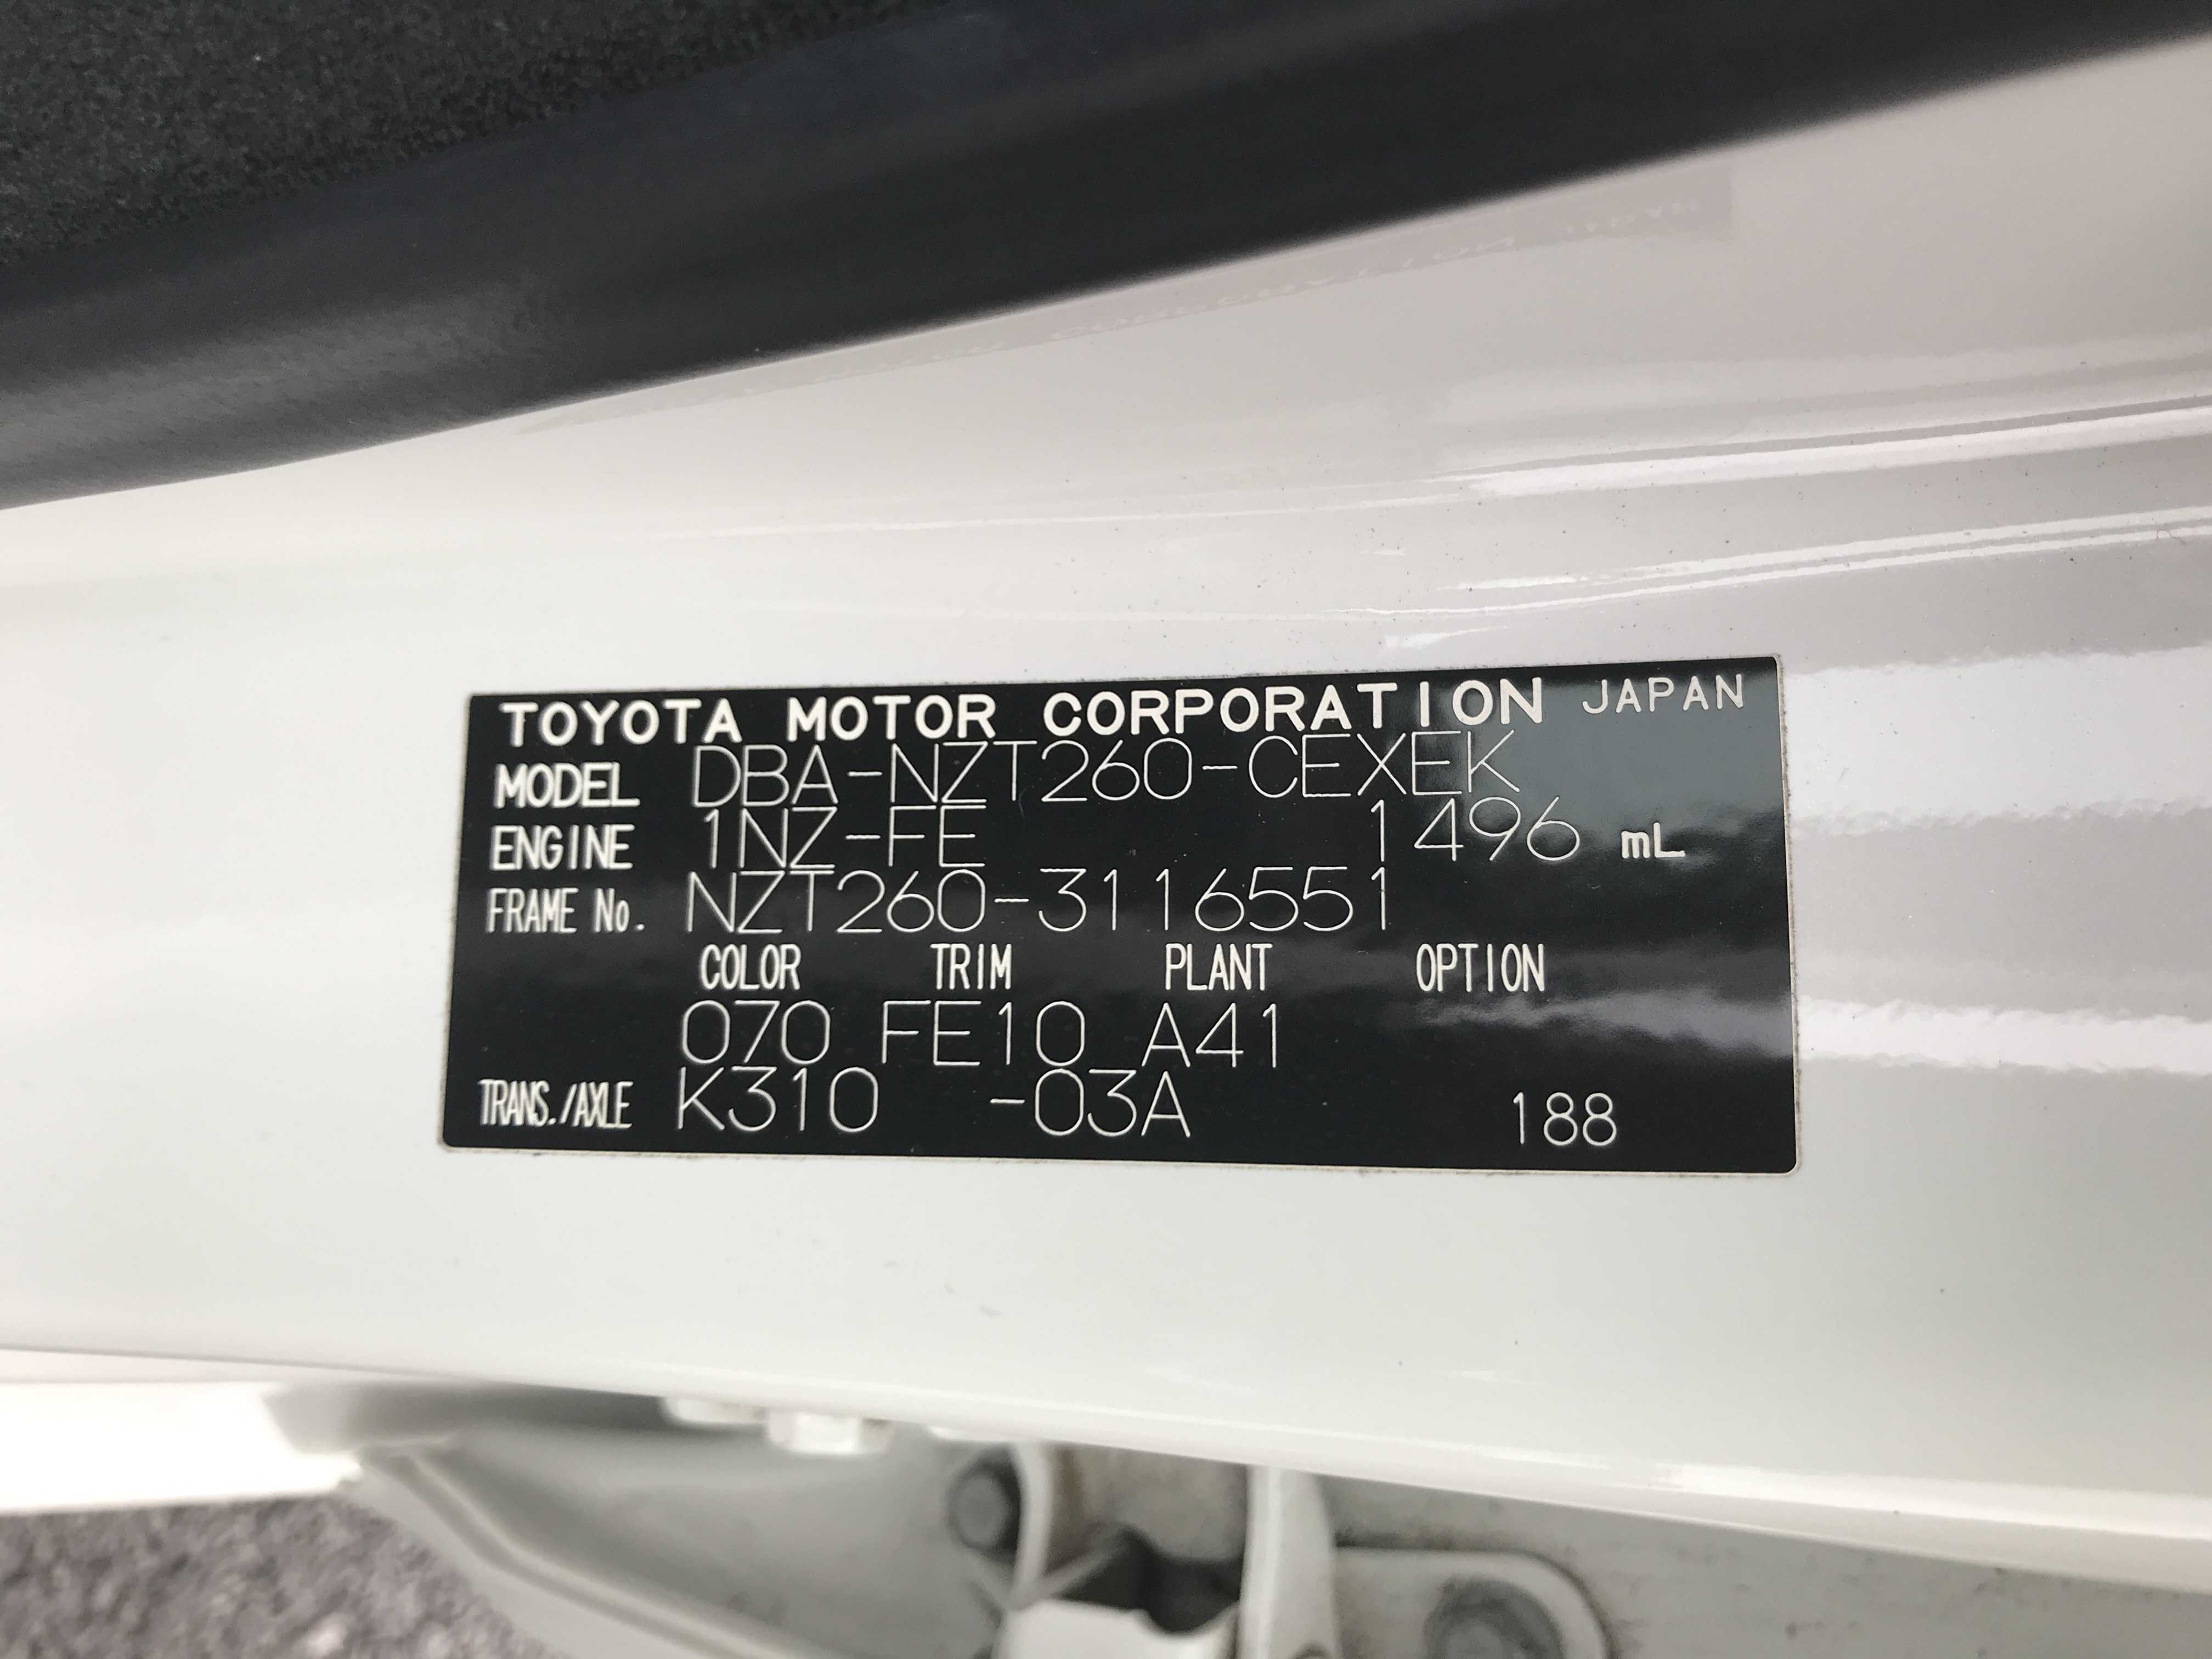 TOYOTA MOTOR CORPORATION JAPAN
MODEL DBA-NZT260-CEXEK
ENGINE 1NZ-FE 1496 mL
FRAME No. NZT260-3116551
COLOR TRIM PLANT OPTION
070 FE10 A41
TRANS./AXLE K310 -03A 188